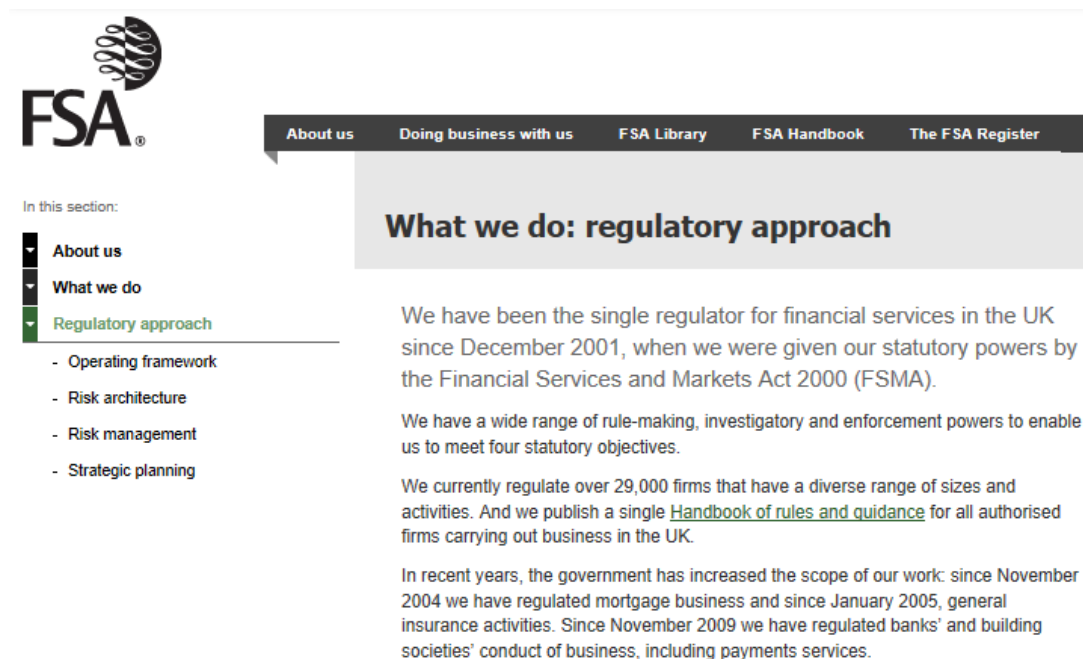 FSA®
About us Doing business with us FSA Library FSA Handbook The FSA Register
In this section:
About us
What we do
Regulatory approach
- Operating framework
- Risk architecture
- Risk management
- Strategic planning
What we do: regulatory approach
We have been the single regulator for financial services in the UK
since December 2001, when we were given our statutory powers by
the Financial Services and Markets Act 2000 (FSMA).
We have a wide range of rule-making, investigatory and enforcement powers to enable
us to meet four statutory objectives.
We currently regulate over 29,000 firms that have a diverse range of sizes and
activities. And we publish a single Handbook of rules and guidance for all authorised
firms carrying out business in the UK.
In recent years, the government has increased the scope of our work: since November
2004 we have regulated mortgage business and since January 2005, general
insurance activities. Since November 2009 we have regulated banks' and building
societies' conduct of business, including payments services.